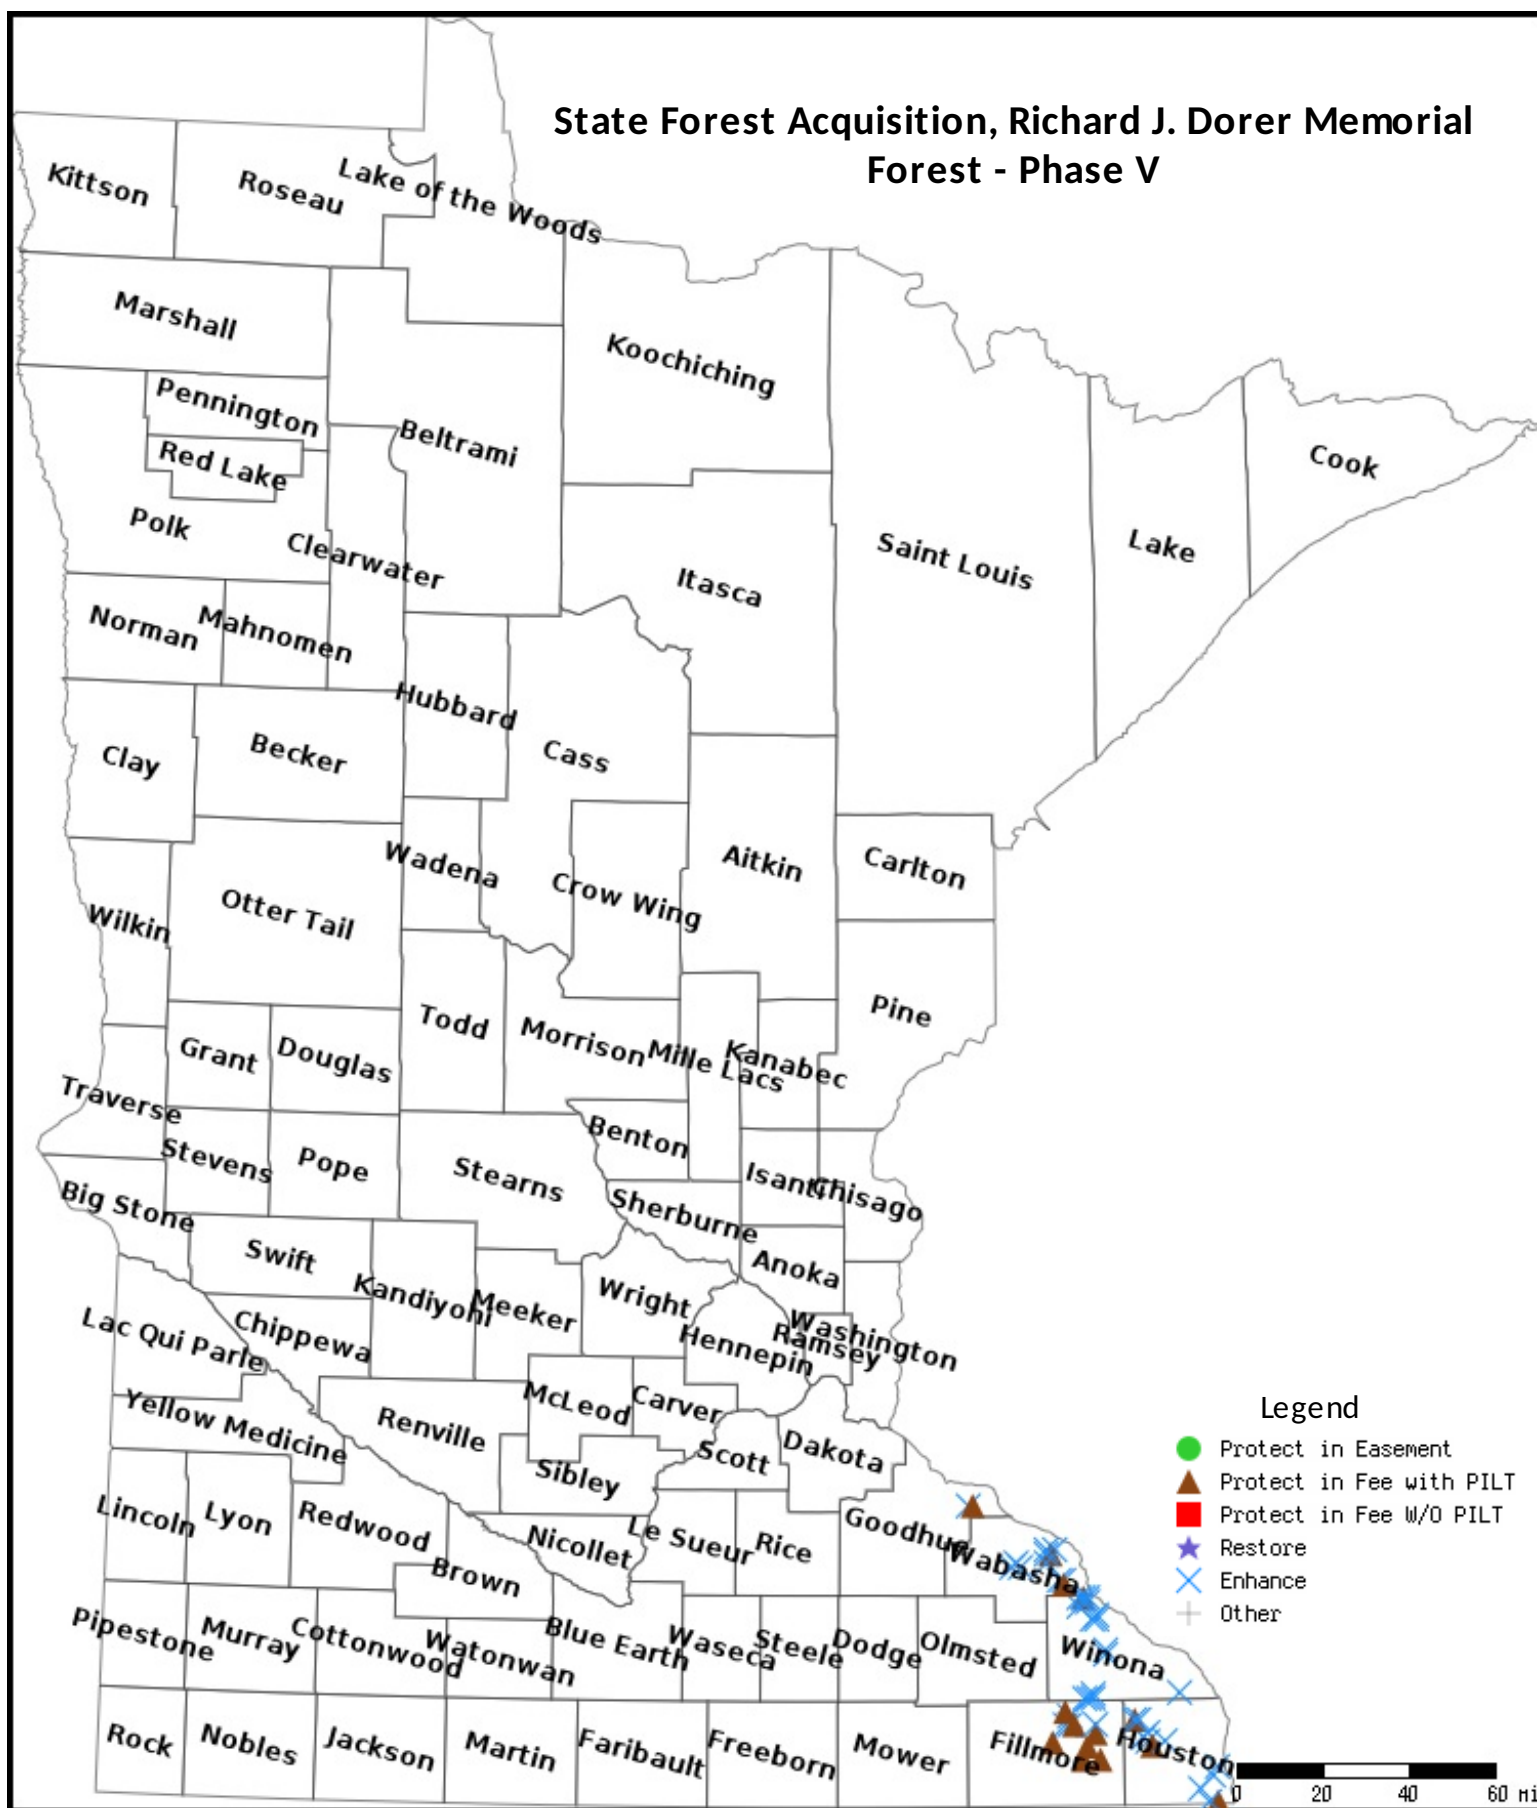 State Forest Acquisition, Richard J. Dorer Memorial
Forest - Phase V
Kittson
Roseau
Lake of the Woods
Marshall
Koochiching
Pennington
Beltrami
Red Lake
Cook
Polk
Clearwater
Saint Louis
Lake
Itasca
Norman
Mahnomen
Hubbard
Clay
Becker
Cass
Wadena
Aitkin
Carlton
Crow Wing
Wilkin
Otter Tail
Pine
Todd
Morrison
Mille Lacs
Kanabec
Grant
Douglas
Traverse
Benton
Stevens
Pope
Stearns
Isanti
Chisago
Big Stone
Sherburne
Swift
Anoka
Kandiyohi
Meeker
Wright
Lac Qui Parle
Chippewa
Washington
Ramsey
Hennepin
McLeod
Carver
Yellow Medicine
Renville
Scott
Dakota
Sibley
Lincoln
Lyon
Redwood
Nicollet
Le Sueur
Rice
Goodhue
Wabasha
Brown
Pipestone
Murray
Cottonwood
Watonwan
Blue Earth
Waseca
Steele
Dodge
Olmsted
Winona
Rock
Nobles
Jackson
Martin
Faribault
Freeborn
Mower
Fillmore
Houston
Legend
Protect in Easement
Protect in Fee with PILT
Protect in Fee W/O PILT
Restore
Enhance
Other
0 20 40 60 Mi